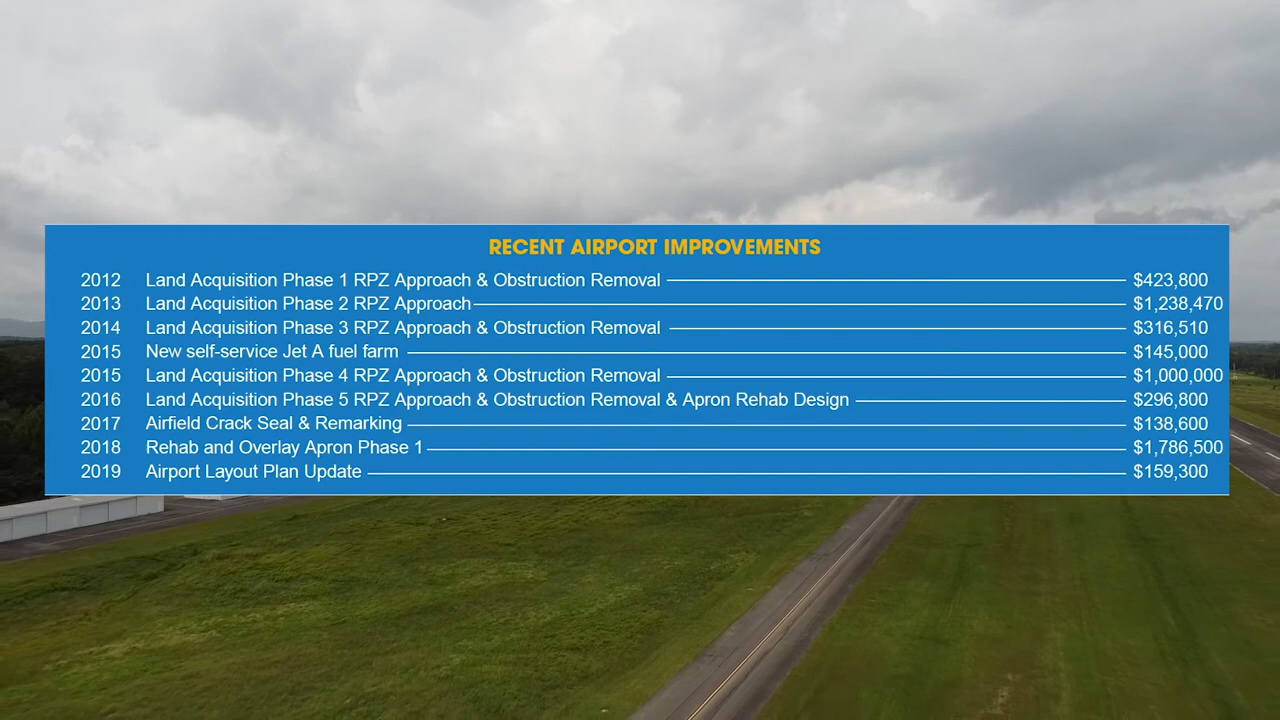 RECENT AIRPORT IMPROVEMENTS
2012 Land Acquisition Phase 1 RPZ Approach & Obstruction Removal $423,800
2013 Land Acquisition Phase 2 RPZ Approach $1,238,470
2014 Land Acquisition Phase 3 RPZ Approach & Obstruction Removal $316,510
2015 New self-service Jet A fuel farm $145,000
2015 Land Acquisition Phase 4 RPZ Approach & Obstruction Removal $1,000,000
2016 Land Acquisition Phase 5 RPZ Approach & Obstruction Removal & Apron Rehab Design $296,800
2017 Airfield Crack Seal & Remarking $138,600
2018 Rehab and Overlay Apron Phase 1 $1,786,500
2019 Airport Layout Plan Update $159,300